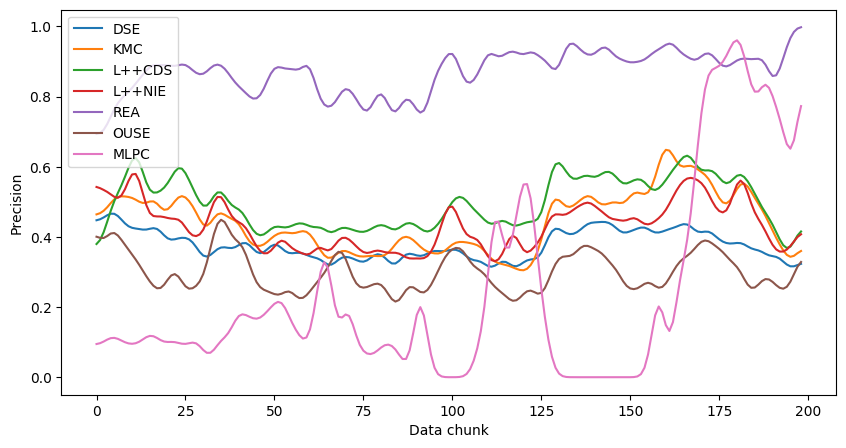 DSE
KMC
L++CDS
L++NIE
REA
OUSE
MLPC
Precision
1.0
0.8
0.6
0.4
0.2
0.0
0 25 50 75 100 125 150 175 200
Data chunk